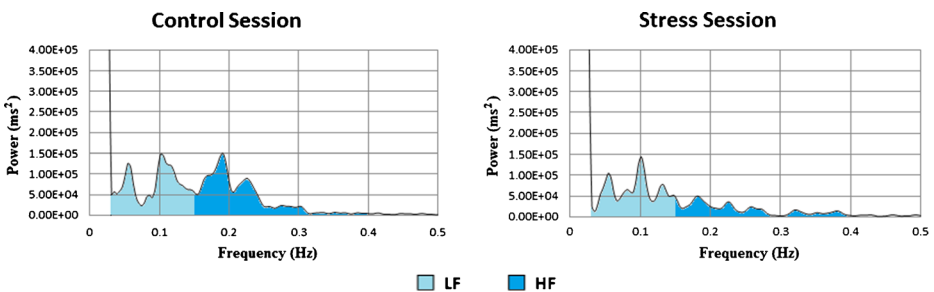 Control Session
Stress Session
4.00E+05
3.50E+05
3.00E+05
2.50E+05
2.00E+05
1.50E+05
1.00E+05
5.00E+04
0.00E+00
Power (ms²)
0 0.1 0.2 0.3 0.4 0.5
Frequency (Hz)
4.00E+05
3.50E+05
3.00E+05
2.50E+05
2.00E+05
1.50E+05
1.00E+05
5.00E+04
0.00E+00
Power (ms²)
0 0.1 0.2 0.3 0.4 0.5
Frequency (Hz)
LF HF